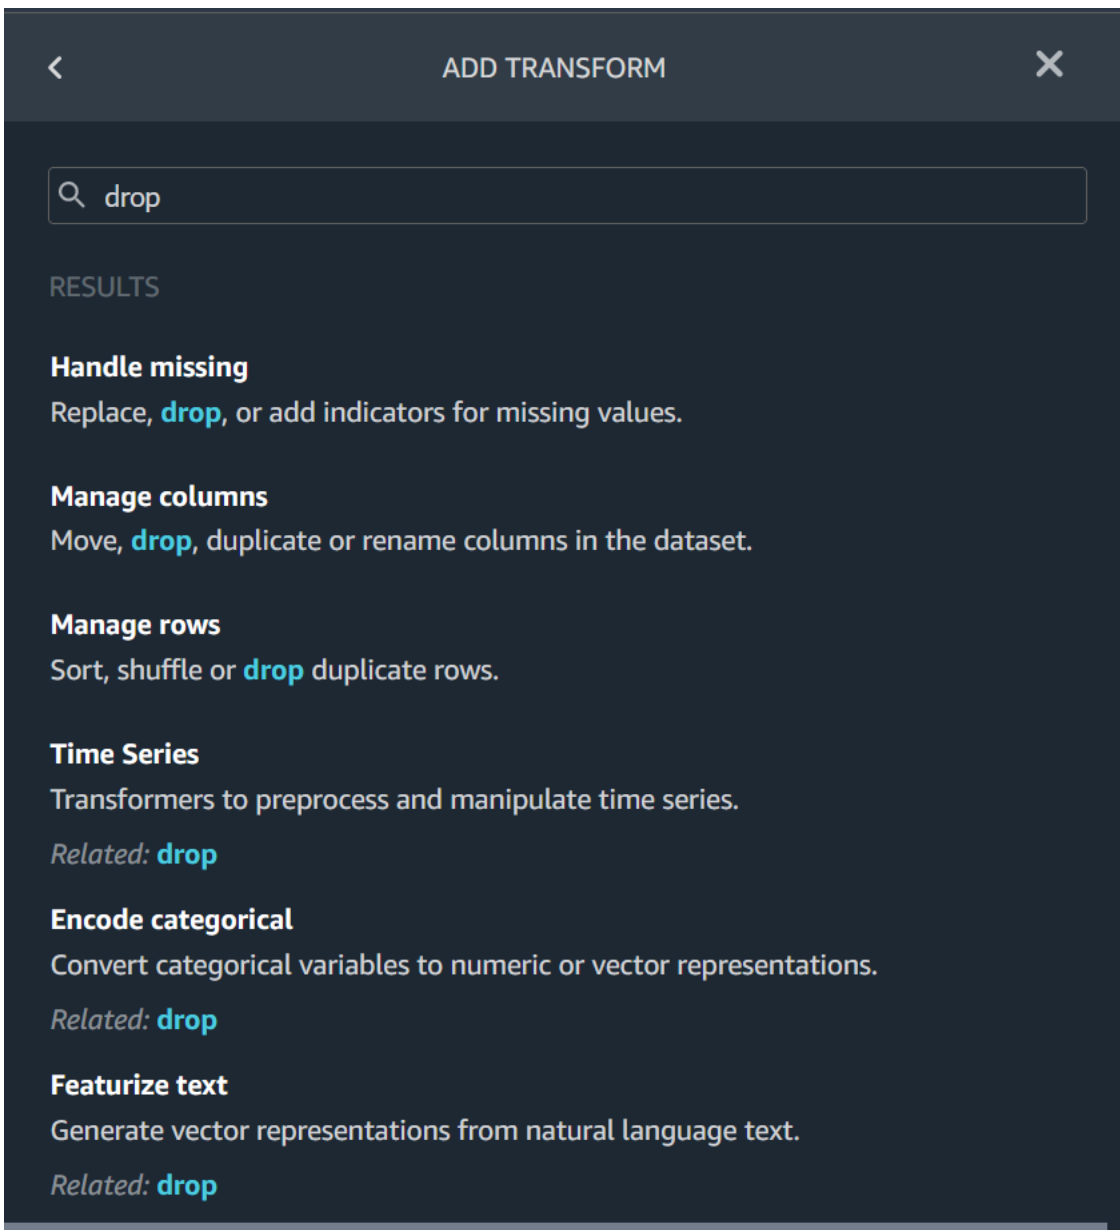 ADD TRANSFORM
drop
RESULTS
Handle missing
Replace, drop, or add indicators for missing values.
Manage columns
Move, drop, duplicate or rename columns in the dataset.
Manage rows
Sort, shuffle or drop duplicate rows.
Time Series
Transformers to preprocess and manipulate time series.
Related: drop
Encode categorical
Convert categorical variables to numeric or vector representations.
Related: drop
Featurize text
Generate vector representations from natural language text.
Related: drop